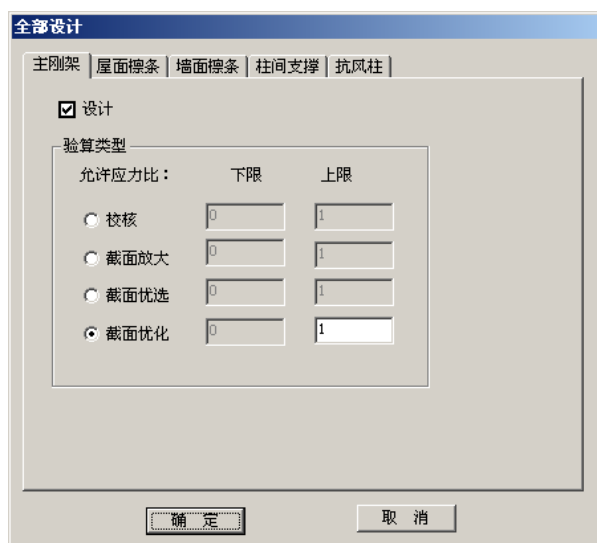 全部设计
主刚架 屋面檩条 墙面檩条 柱间支撑 抗风柱
设计
验算类型
允许应力比： 下限 上限
校核 0 1
截面放大 0 1
截面优选 0 1
截面优化 0 1
确 定 取 消